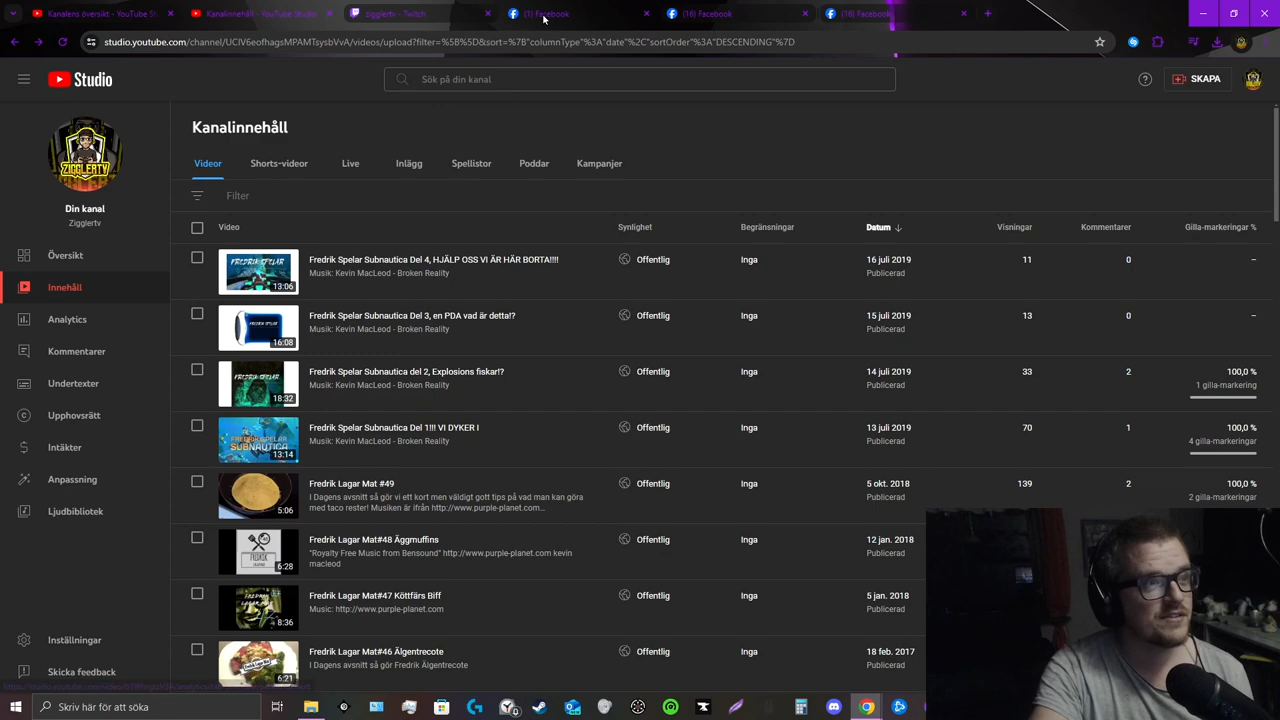 Kanalens översikt - YouTube St
Kanalinnehåll - YouTube Studio
zigglertv - Twitch
(1) Facebook
(16) Facebook
(16) Facebook
studio.youtube.com/channel/UClV6eofhagsMPAMTsysbVvA/videos/upload?filter=%5B%5D&sort=%7B"columnType"%3A"date"%2C"sortOrder"%3A"DESCENDING"%7D
Studio
Sök på din kanal
SKAPA
ZIGGLERTV
Din kanal
Zigglertv
Översikt
Innehåll
Analytics
Kommentarer
Undertexter
Upphovsrätt
Intäkter
Anpassning
Ljudbibliotek
Inställningar
Skicka feedback
Kanalinnehåll
Videor Shorts-videor Live Inlägg Spellistor Poddar Kampanjer
Filter
Video Synlighet Begränsningar Datum Visningar Kommentarer Gilla-markeringar %
FREDRIK SPELAR
13:06
Fredrik Spelar Subnautica Del 4, HJÄLP OSS VI ÄR HÄR BORTA!!!! Offentlig Inga 16 juli 2019 11 0 –
Musik: Kevin MacLeod - Broken Reality Publicerad
FREDRIK SPELAR
16:08
Fredrik Spelar Subnautica Del 3, en PDA vad är detta!? Offentlig Inga 15 juli 2019 13 0 –
Musik: Kevin MacLeod - Broken Reality Publicerad
FREDRIK SPELAR
18:32
Fredrik Spelar Subnautica del 2, Explosions fiskar!? Offentlig Inga 14 juli 2019 33 2 100,0 %
Musik: Kevin MacLeod - Broken Reality Publicerad 1 gilla-markering
FREDRIK SPELAR
SUBNAUTICA
13:14
Fredrik Spelar Subnautica Del 1!!! VI DYKER I Offentlig Inga 13 juli 2019 70 1 100,0 %
Musik: Kevin MacLeod - Broken Reality Publicerad 4 gilla-markeringar
5:06
Fredrik Lagar Mat #49 Offentlig Inga 5 okt. 2018 139 2 100,0 %
I Dagens avsnitt så gör vi ett kort men väldigt gott tips på vad man kan göra Publicerad 2 gilla-markeringar
med taco rester! Musiken är ifrån http://www.purple-planet.com...
6:28
Fredrik Lagar Mat#48 Äggmuffins Offentlig Inga 12 jan. 2018
"Royalty Free Music from Bensound" http://www.purple-planet.com kevin Publicerad
macleod
8:36
Fredrik Lagar Mat#47 Köttfärs Biff Offentlig Inga 5 jan. 2018
Music: http://www.purple-planet.com Publicerad
6:21
Fredrik Lagar Mat#46 Älgentrecote Offentlig Inga 18 feb. 2017
I Dagens avsnitt så gör Fredrik Älgentrecote Publicerad
Skriv här för att söka